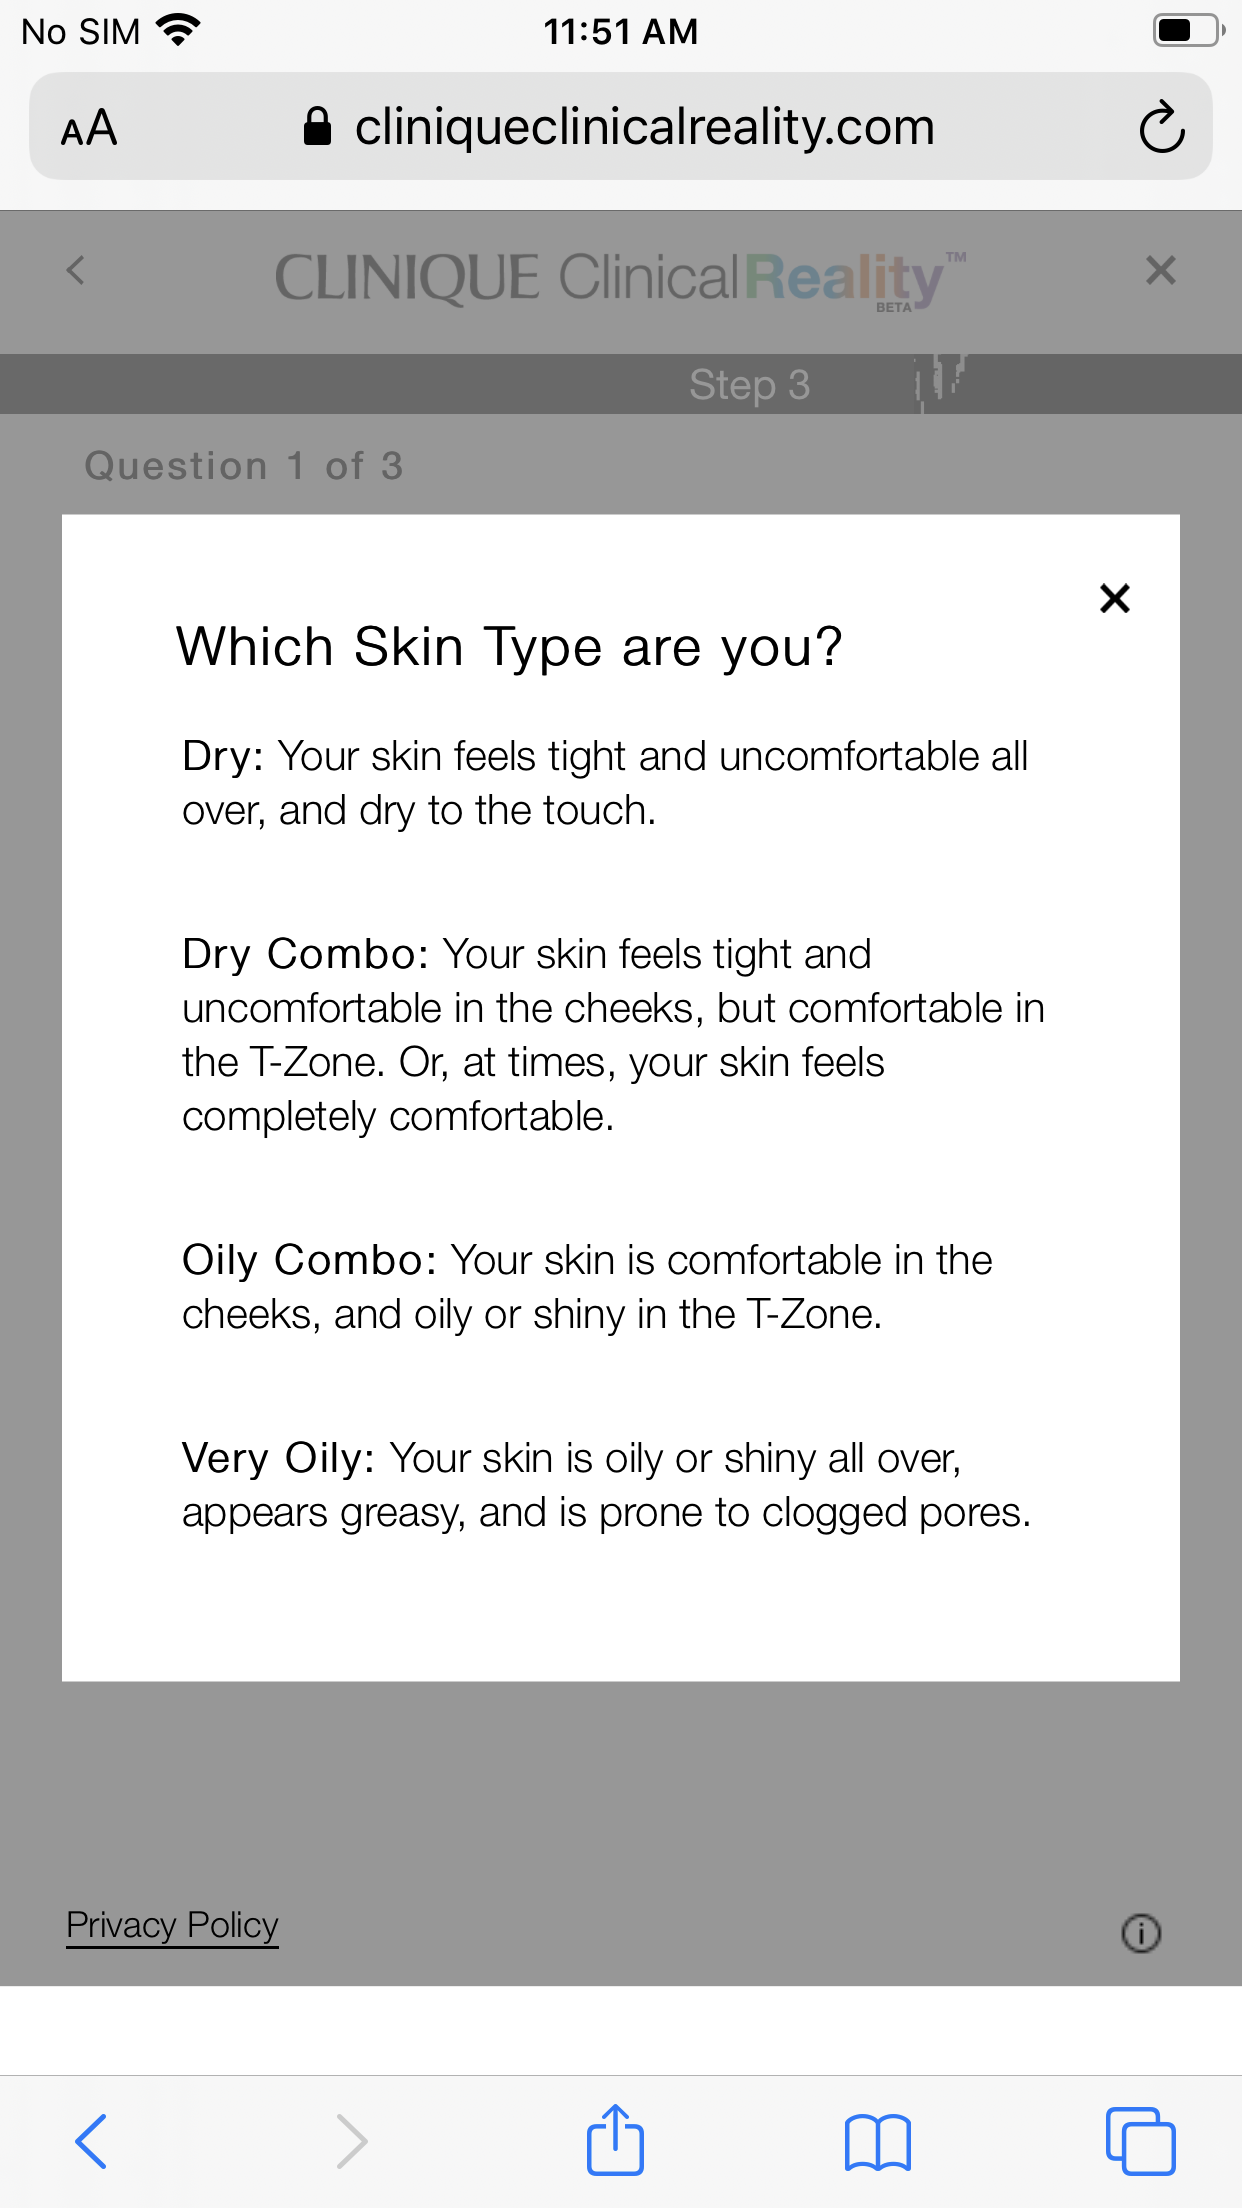 No SIM 11:51 AM
AA cliniqueclinicalreality.com
CLINIQUE Clinical Reality™
BETA
Step 3
Question 1 of 3
Which Skin Type are you?
Dry: Your skin feels tight and uncomfortable all
over, and dry to the touch.
Dry Combo: Your skin feels tight and
uncomfortable in the cheeks, but comfortable in
the T-Zone. Or, at times, your skin feels
completely comfortable.
Oily Combo: Your skin is comfortable in the
cheeks, and oily or shiny in the T-Zone.
Very Oily: Your skin is oily or shiny all over,
appears greasy, and is prone to clogged pores.
Privacy Policy